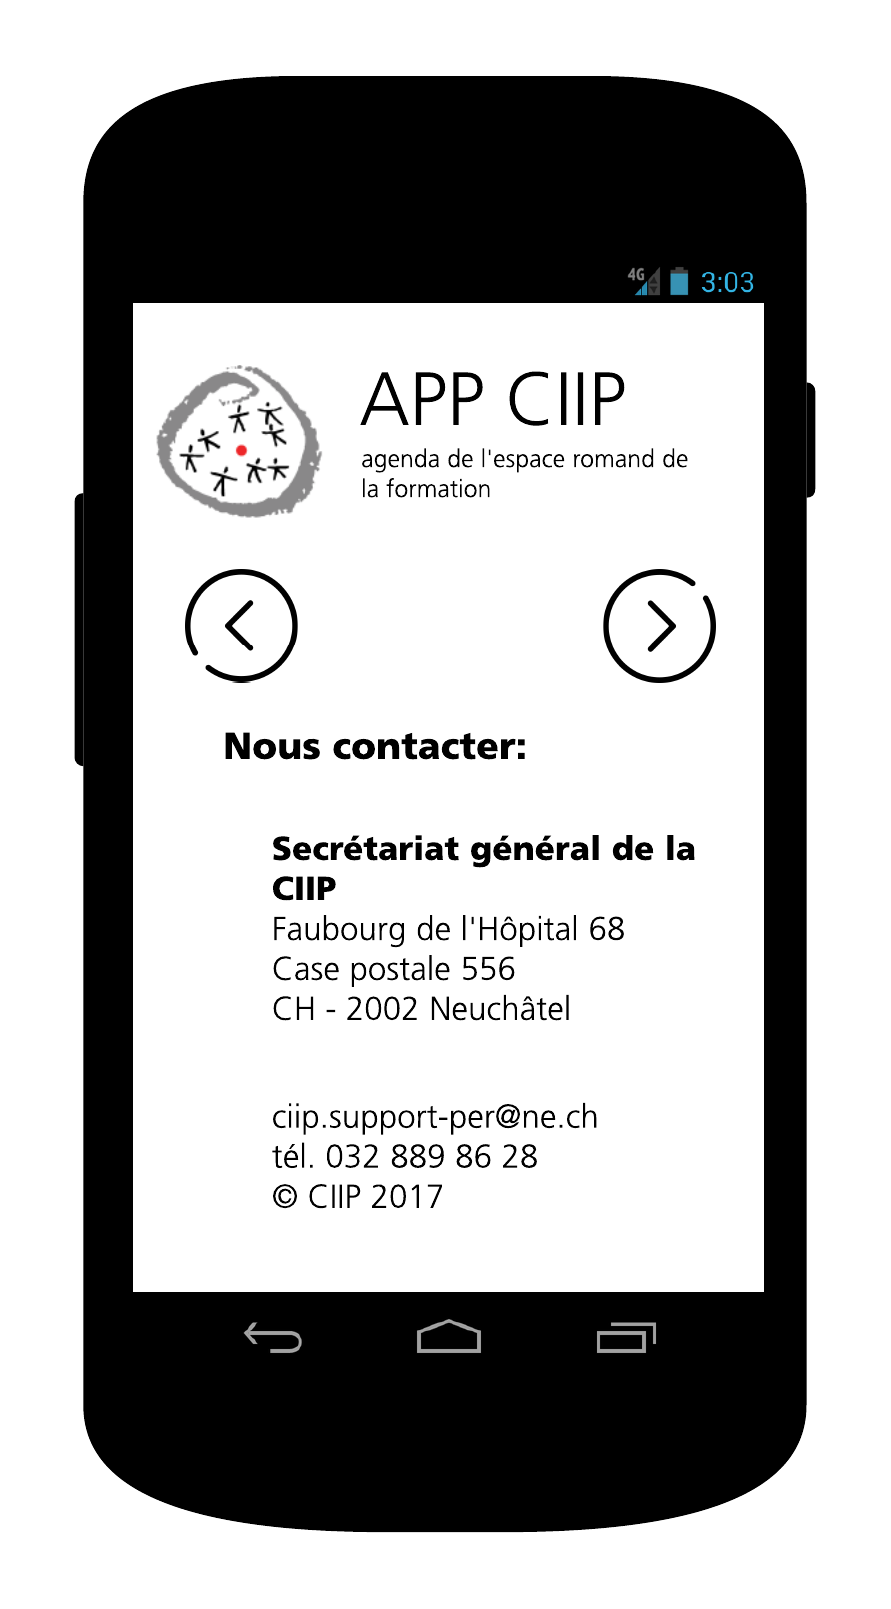 4G 3:03
APP CIIP
agenda de l'espace romand de
la formation
Nous contacter:
Secrétariat général de la
CIIP
Faubourg de l'Hôpital 68
Case postale 556
CH - 2002 Neuchâtel
ciip.support-per@ne.ch
tél. 032 889 86 28
© CIIP 2017